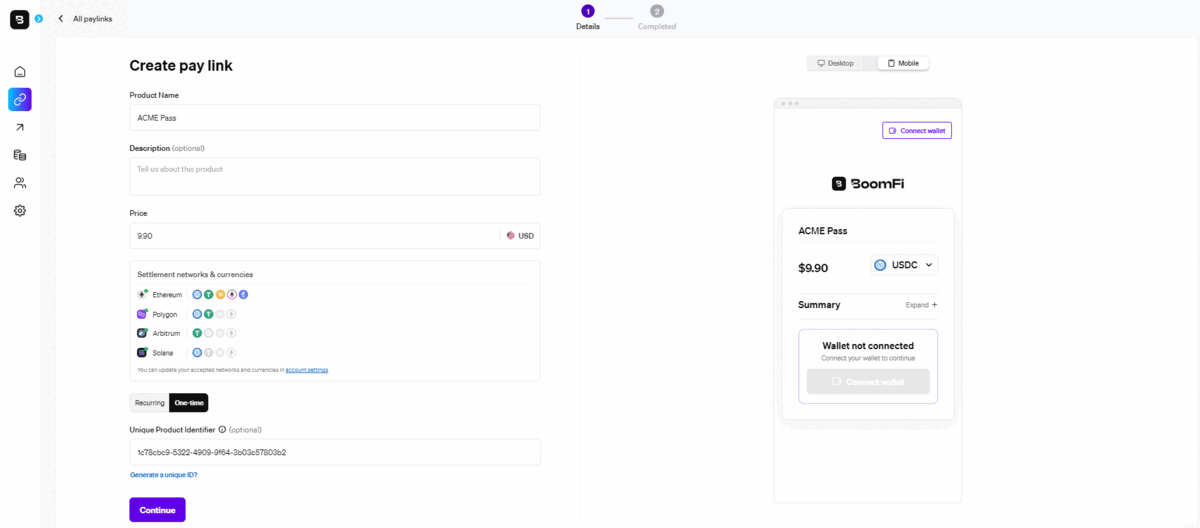 All paylinks
1
Details
2
Completed
Create pay link
Product Name
ACME Pass
Description (optional)
Tell us about this product
Price
9.90
USD
Settlement networks & currencies
Ethereum
Polygon
Arbitrum
Solana
You can update your accepted networks and currencies in account settings
Recurring
One-time
Unique Product Identifier (optional)
1c78cbc9-5322-4909-9f64-3b03c57803b2
Generate a unique ID?
Continue
Desktop
Mobile
Connect wallet
BoomFi
ACME Pass
$9.90
USDC
Summary
Expand +
Wallet not connected
Connect your wallet to continue
Connect wallet